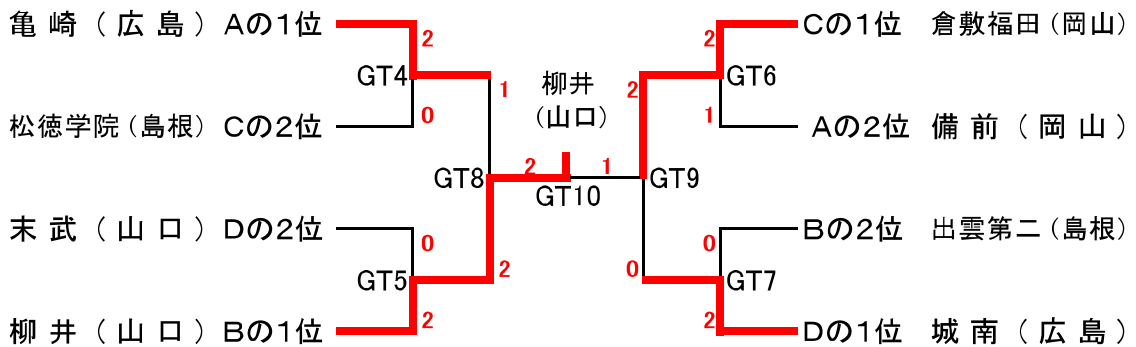 亀崎(広島)Aの1位
2
Cの1位 倉敷福田(岡山)
2
GT4
1
柳井
(山口)
2
GT6
松徳学院(島根)Cの2位
0
1
Aの2位 備前(岡山)
GT8
2
GT10
1
GT9
末武(山口)Dの2位
0
Bの2位 出雲第二(島根)
0
GT5
2
0
GT7
柳井(山口)Bの1位
2
Dの1位 城南(広島)
2